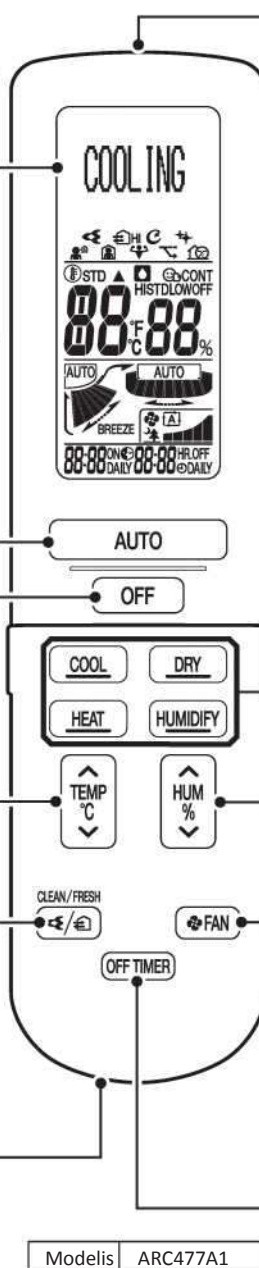 COOLING
HI
STD CONT
HISTDLOWOFF
88 °F °C 88 %
AUTO AUTO
BREEZE A
88:88 ON DAILY 88:88 HR.OFF DAILY
AUTO
OFF
COOL DRY
HEAT HUMIDIFY
TEMP HUM
°C %
CLEAN/FRESH
/ FAN
OFF TIMER
Modelis ARC477A1